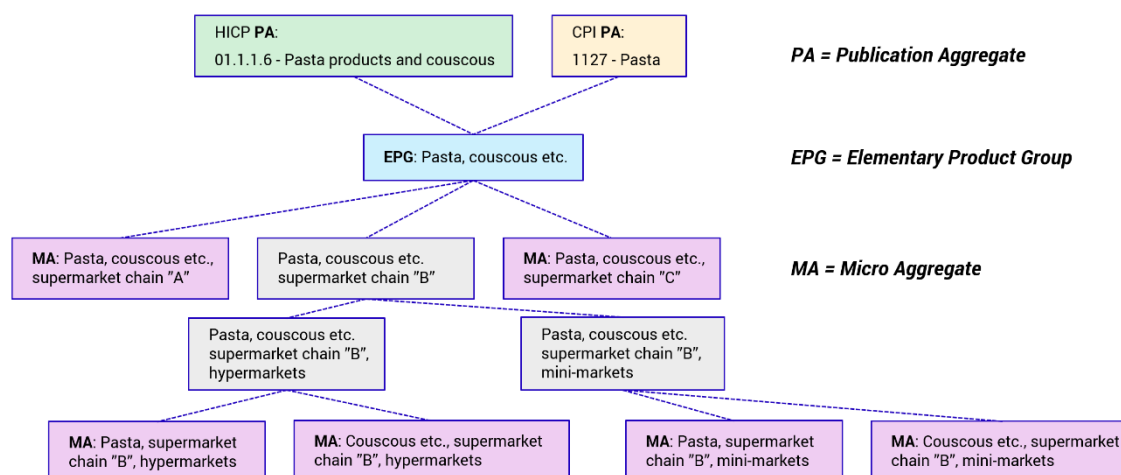 HICP PA:
01.1.1.6 - Pasta products and couscous
CPI PA:
1127 - Pasta
PA = Publication Aggregate
EPG: Pasta, couscous etc.
EPG = Elementary Product Group
MA: Pasta, couscous etc.,
supermarket chain ”A”
Pasta, couscous etc.
supermarket chain ”B”
MA: Pasta, couscous etc.,
supermarket chain ”C”
MA = Micro Aggregate
Pasta, couscous etc.
supermarket chain ”B”,
hypermarkets
Pasta, couscous etc.
supermarket chain ”B”,
mini-markets
MA: Pasta, supermarket
chain ”B”, hypermarkets
MA: Couscous etc., supermarket
chain ”B”, hypermarkets
MA: Pasta, supermarket
chain ”B”, mini-markets
MA: Couscous etc., supermarket
chain ”B”, mini-markets